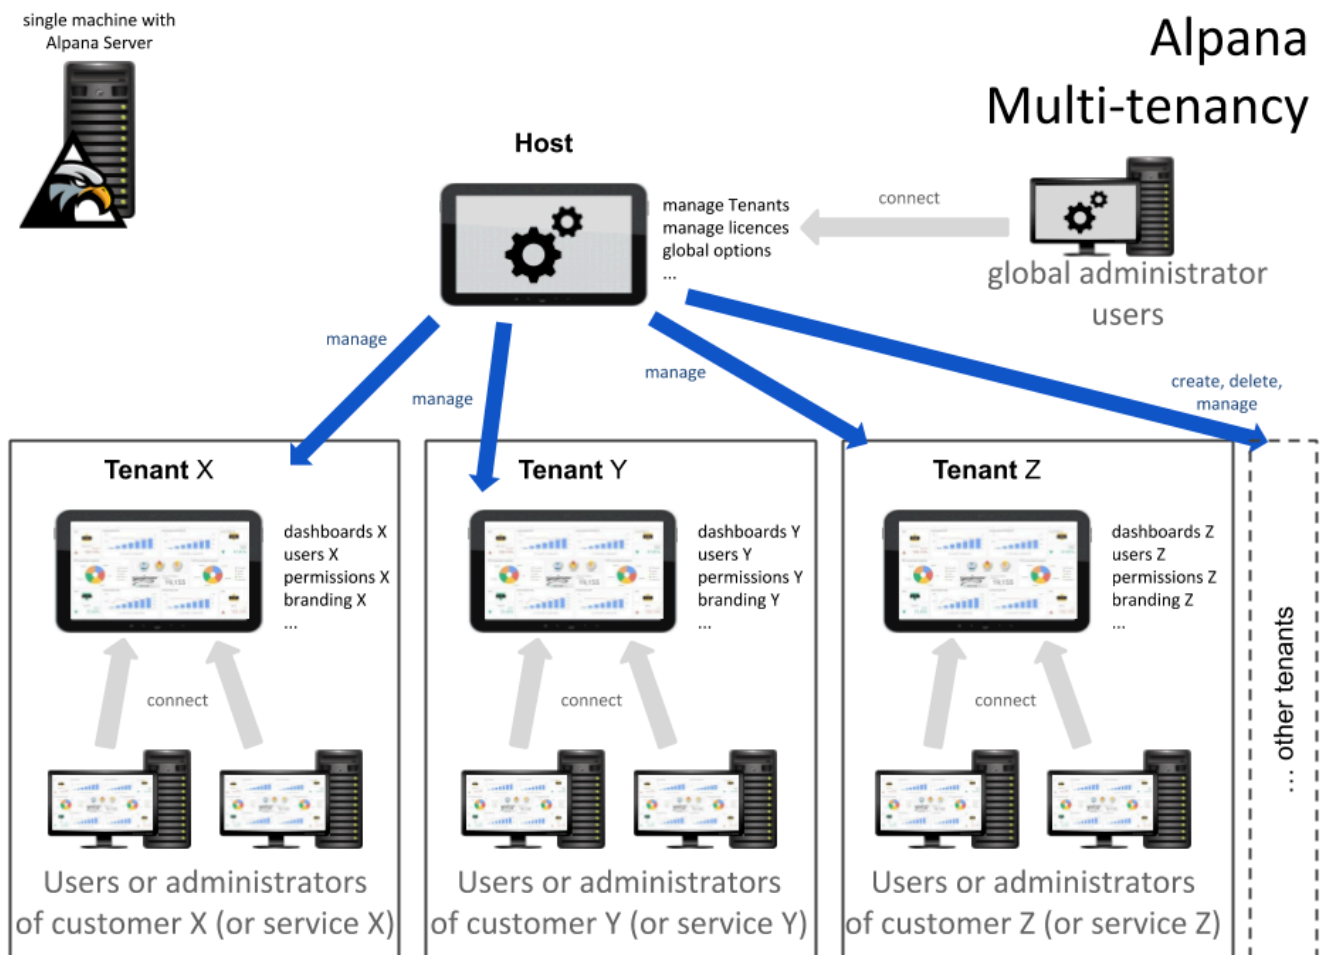 single machine with
Alpana Server
Alpana
Multi-tenancy
Host
manage Tenants
manage licences
global options
...
connect
global administrator
users
manage
manage
manage
create, delete,
manage
Tenant X
dashboards X
users X
permissions X
branding X
...
connect
Users or administrators
of customer X (or service X)
Tenant Y
dashboards Y
users Y
permissions Y
branding Y
...
connect
Users or administrators
of customer Y (or service Y)
Tenant Z
dashboards Z
users Z
permissions Z
branding Z
...
connect
Users or administrators
of customer Z (or service Z)
... other tenants